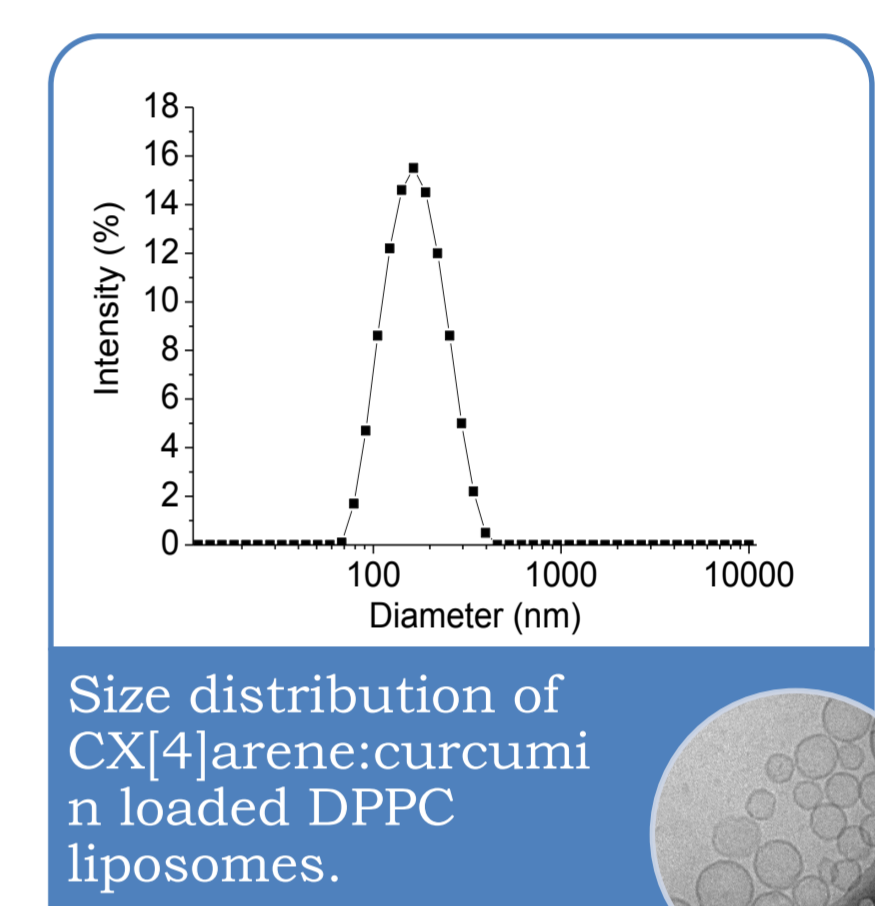 18
16
14
12
10
8
6
4
2
0
Intensity (%)
100 1000 10000
Diameter (nm)
Size distribution of
CX[4]arene:curcumi
n loaded DPPC
liposomes.